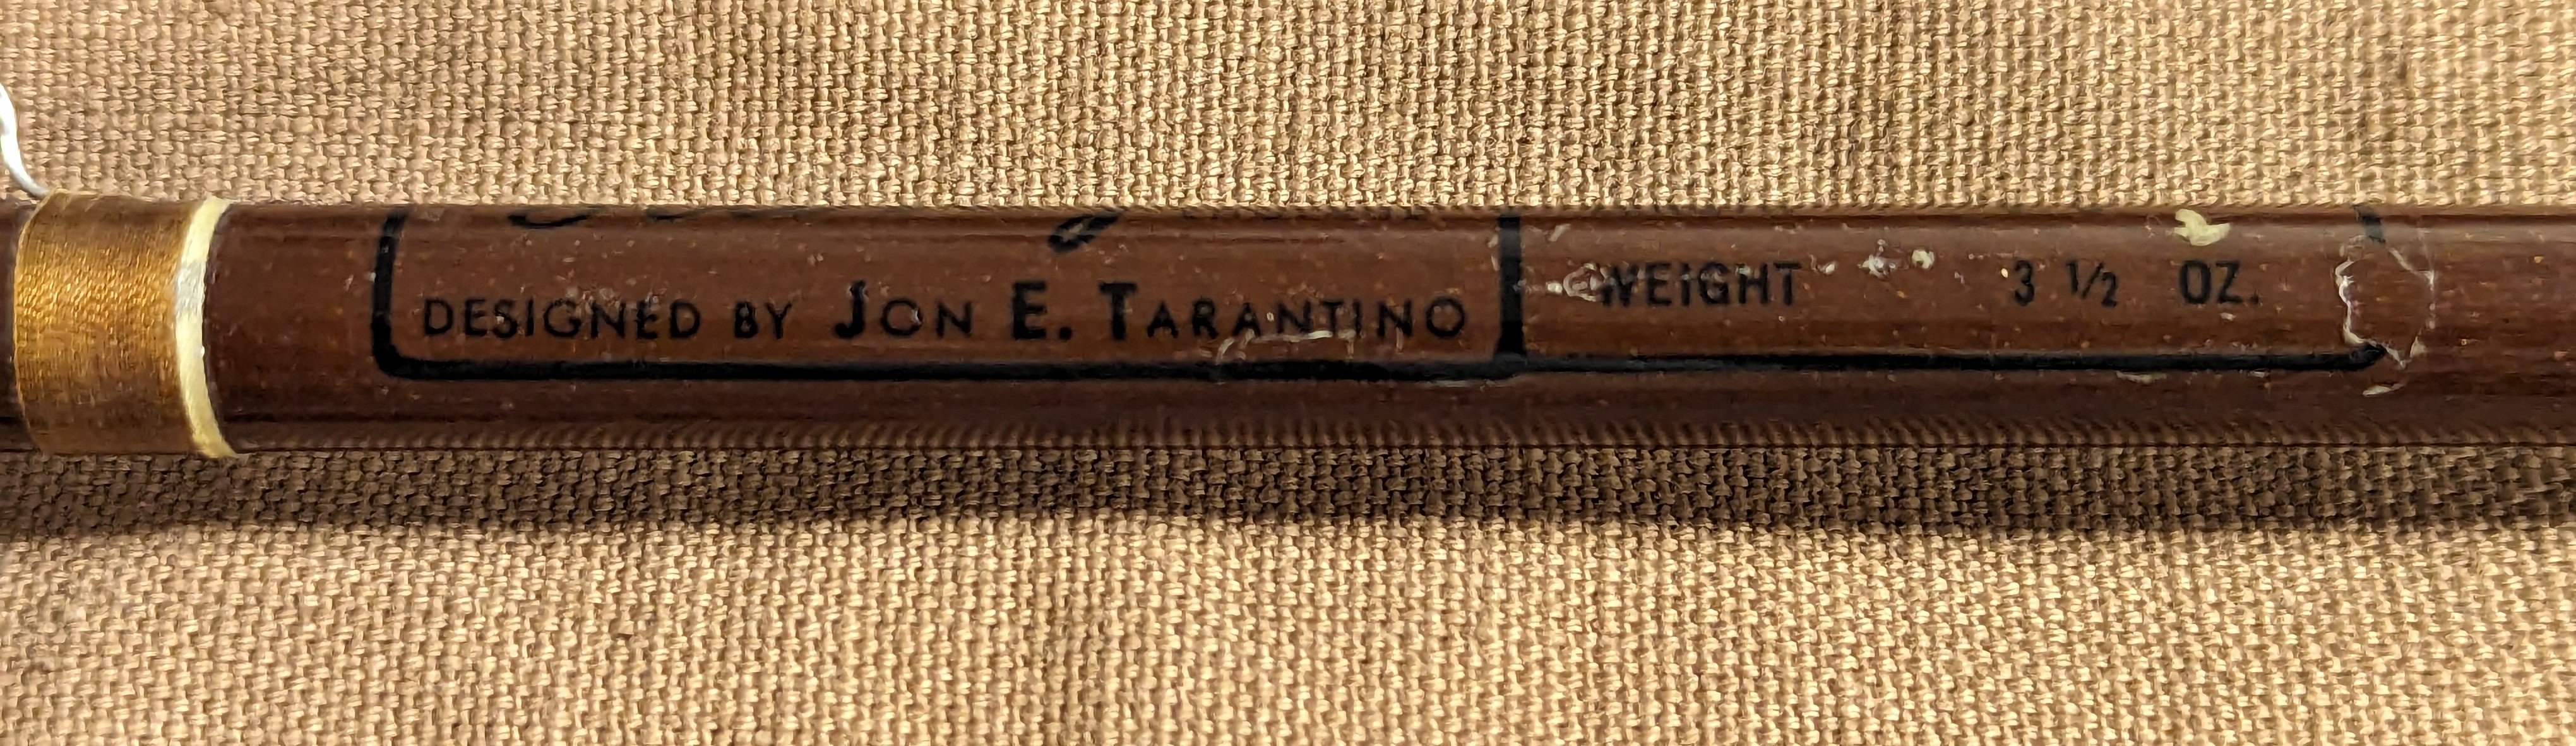 DESIGNED BY JON E. TARANTINO
WEIGHT 3 1/2 OZ.